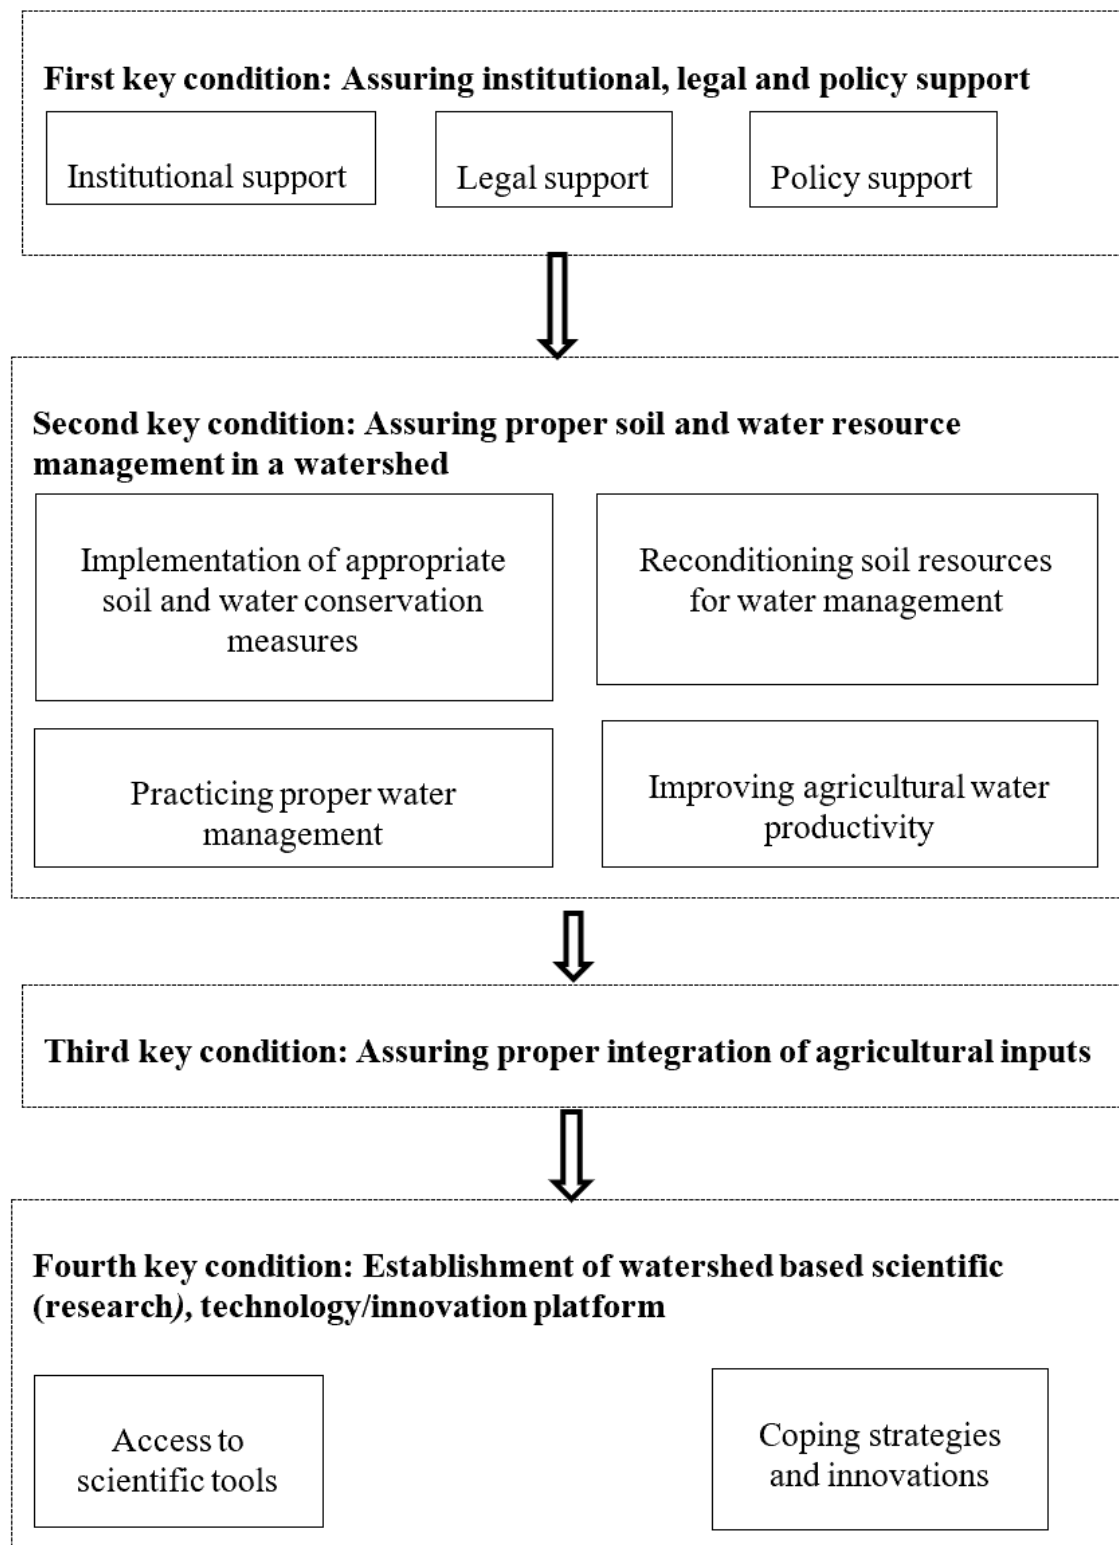 First key condition: Assuring institutional, legal and policy support
Institutional support
Legal support
Policy support
Second key condition: Assuring proper soil and water resource
management in a watershed
Implementation of appropriate
soil and water conservation
measures
Reconditioning soil resources
for water management
Practicing proper water
management
Improving agricultural water
productivity
Third key condition: Assuring proper integration of agricultural inputs
Fourth key condition: Establishment of watershed based scientific
(research), technology/innovation platform
Access to
scientific tools
Coping strategies
and innovations